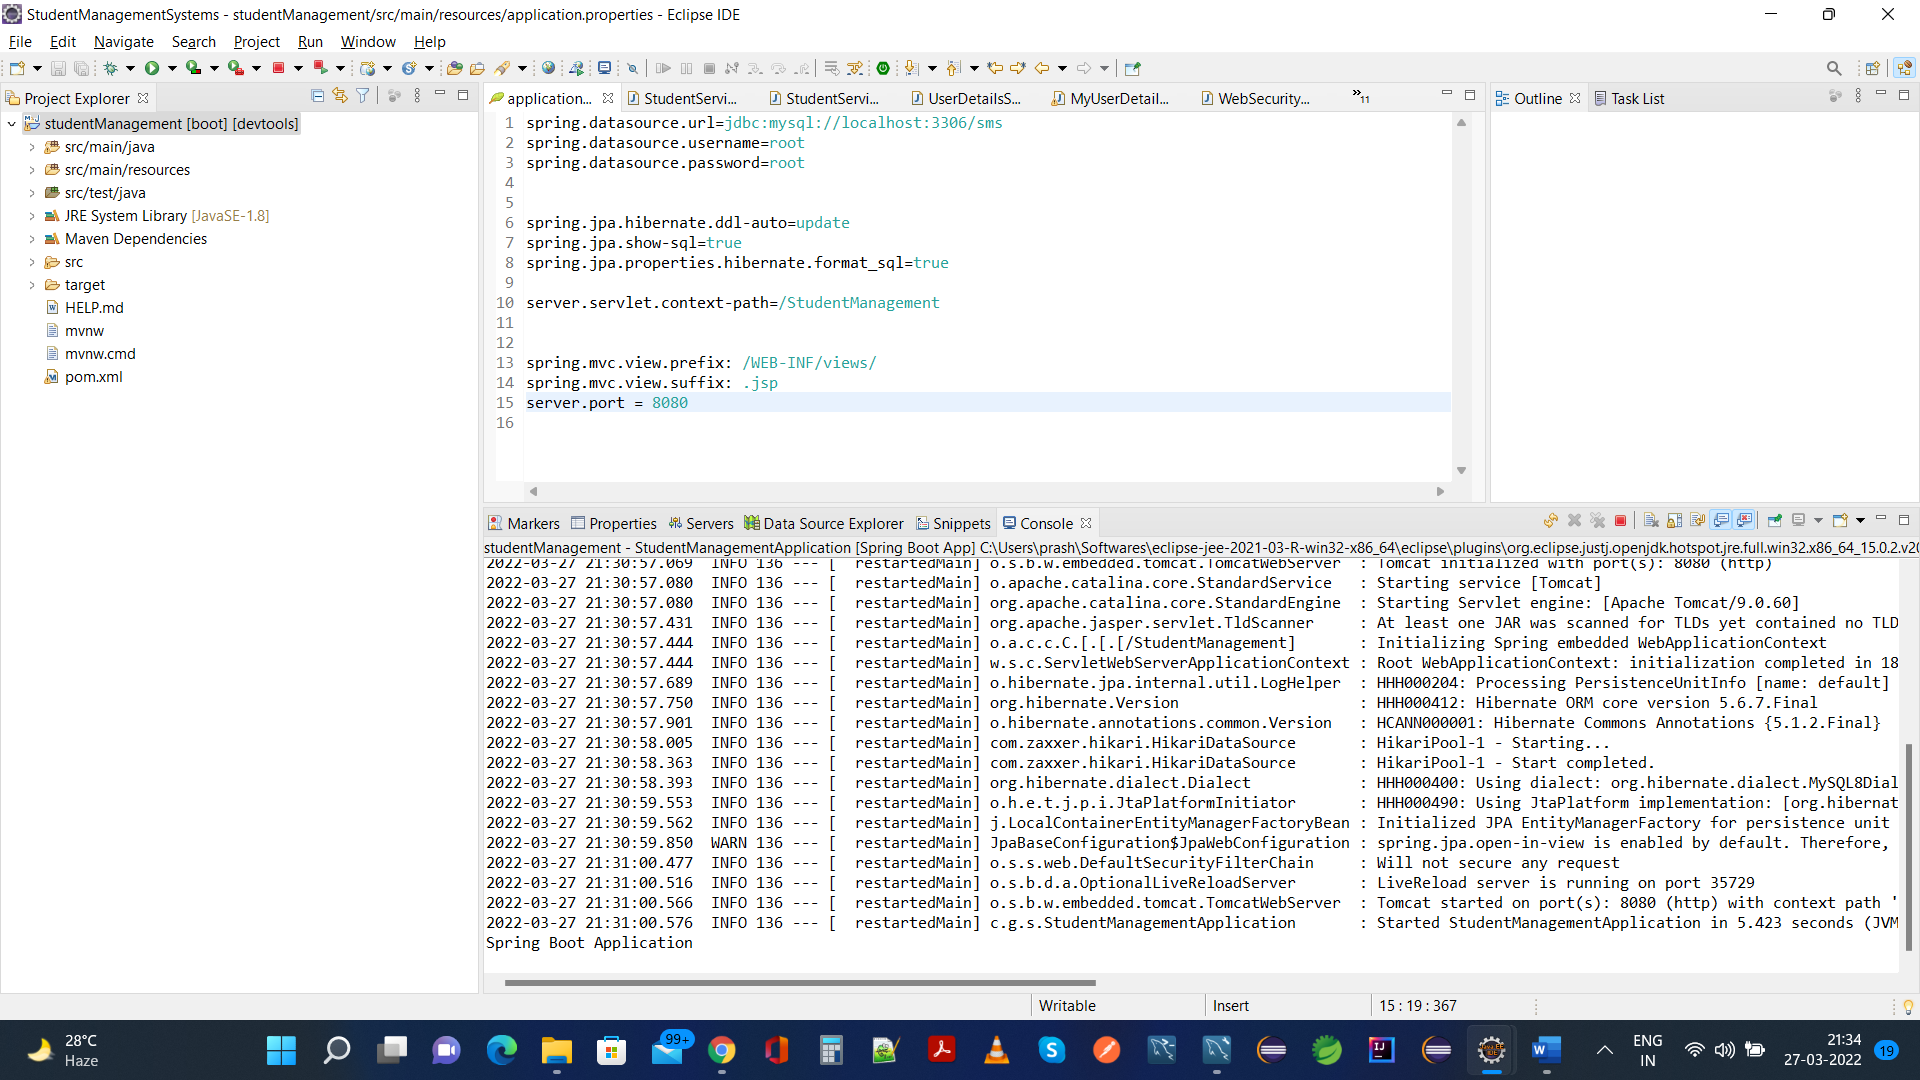 StudentManagementSystems - studentManagement/src/main/resources/application.properties - Eclipse IDE
File Edit Navigate Search Project Run Window Help
Project Explorer
studentManagement [boot] [devtools]
src/main/java
src/main/resources
src/test/java
JRE System Library [JavaSE-1.8]
Maven Dependencies
src
target
HELP.md
mvnw
mvnw.cmd
pom.xml
application... StudentServi... StudentServi... UserDetailsS... MyUserDetail... WebSecurity... »11
1 spring.datasource.url=jdbc:mysql://localhost:3306/sms
2 spring.datasource.username=root
3 spring.datasource.password=root
4
5
6 spring.jpa.hibernate.ddl-auto=update
7 spring.jpa.show-sql=true
8 spring.jpa.properties.hibernate.format_sql=true
9
10 server.servlet.context-path=/StudentManagement
11
12
13 spring.mvc.view.prefix: /WEB-INF/views/
14 spring.mvc.view.suffix: .jsp
15 server.port = 8080
16
Outline Task List
Markers Properties Servers Data Source Explorer Snippets Console
studentManagement - StudentManagementApplication [Spring Boot App] C:\Users\prash\Softwares\eclipse-jee-2021-03-R-win32-x86_64\eclipse\plugins\org.eclipse.justj.openjdk.hotspot.jre.full.win32.x86_64_15.0.2.v20
2022-03-27 21:30:57.069  INFO 136 --- [  restartedMain] o.s.b.w.embedded.tomcat.TomcatWebServer  : Tomcat initialized with port(s): 8080 (http)
2022-03-27 21:30:57.080  INFO 136 --- [  restartedMain] o.apache.catalina.core.StandardService   : Starting service [Tomcat]
2022-03-27 21:30:57.080  INFO 136 --- [  restartedMain] org.apache.catalina.core.StandardEngine  : Starting Servlet engine: [Apache Tomcat/9.0.60]
2022-03-27 21:30:57.431  INFO 136 --- [  restartedMain] org.apache.jasper.servlet.TldScanner     : At least one JAR was scanned for TLDs yet contained no TLD
2022-03-27 21:30:57.444  INFO 136 --- [  restartedMain] o.a.c.c.C.[.[.[/StudentManagement]       : Initializing Spring embedded WebApplicationContext
2022-03-27 21:30:57.444  INFO 136 --- [  restartedMain] w.s.c.ServletWebServerApplicationContext : Root WebApplicationContext: initialization completed in 18
2022-03-27 21:30:57.689  INFO 136 --- [  restartedMain] o.hibernate.jpa.internal.util.LogHelper  : HHH000204: Processing PersistenceUnitInfo [name: default]
2022-03-27 21:30:57.750  INFO 136 --- [  restartedMain] org.hibernate.Version                    : HHH000412: Hibernate ORM core version 5.6.7.Final
2022-03-27 21:30:57.901  INFO 136 --- [  restartedMain] o.hibernate.annotations.common.Version   : HCANN000001: Hibernate Commons Annotations {5.1.2.Final}
2022-03-27 21:30:58.005  INFO 136 --- [  restartedMain] com.zaxxer.hikari.HikariDataSource       : HikariPool-1 - Starting...
2022-03-27 21:30:58.363  INFO 136 --- [  restartedMain] com.zaxxer.hikari.HikariDataSource       : HikariPool-1 - Start completed.
2022-03-27 21:30:58.393  INFO 136 --- [  restartedMain] org.hibernate.dialect.Dialect            : HHH000400: Using dialect: org.hibernate.dialect.MySQL8Dial
2022-03-27 21:30:59.553  INFO 136 --- [  restartedMain] o.h.e.t.j.p.i.JtaPlatformInitiator       : HHH000490: Using JtaPlatform implementation: [org.hibernat
2022-03-27 21:30:59.562  INFO 136 --- [  restartedMain] j.LocalContainerEntityManagerFactoryBean : Initialized JPA EntityManagerFactory for persistence unit
2022-03-27 21:30:59.850  WARN 136 --- [  restartedMain] JpaBaseConfiguration$JpaWebConfiguration : spring.jpa.open-in-view is enabled by default. Therefore,
2022-03-27 21:31:00.477  INFO 136 --- [  restartedMain] o.s.s.web.DefaultSecurityFilterChain     : Will not secure any request
2022-03-27 21:31:00.516  INFO 136 --- [  restartedMain] o.s.b.d.a.OptionalLiveReloadServer       : LiveReload server is running on port 35729
2022-03-27 21:31:00.566  INFO 136 --- [  restartedMain] o.s.b.w.embedded.tomcat.TomcatWebServer  : Tomcat started on port(s): 8080 (http) with context path '
2022-03-27 21:31:00.576  INFO 136 --- [  restartedMain] c.g.s.StudentManagementApplication       : Started StudentManagementApplication in 5.423 seconds (JVM
Spring Boot Application
Writable Insert 15 : 19 : 367
28°C
Haze
99+
ENG
IN
21:34
27-03-2022
19